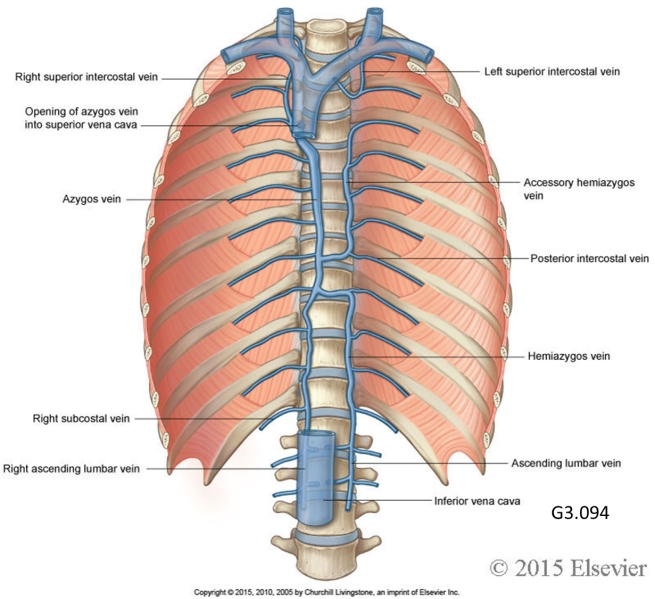 Right superior intercostal vein
Left superior intercostal vein
Opening of azygos vein
into superior vena cava
Azygos vein
Accessory hemiazygos
vein
Posterior intercostal vein
Hemiazygos vein
Right subcostal vein
Right ascending lumbar vein
Ascending lumbar vein
Inferior vena cava
G3.094
© 2015 Elsevier
Copyright © 2015, 2010, 2005 by Churchill Livingstone, an imprint of Elsevier Inc.